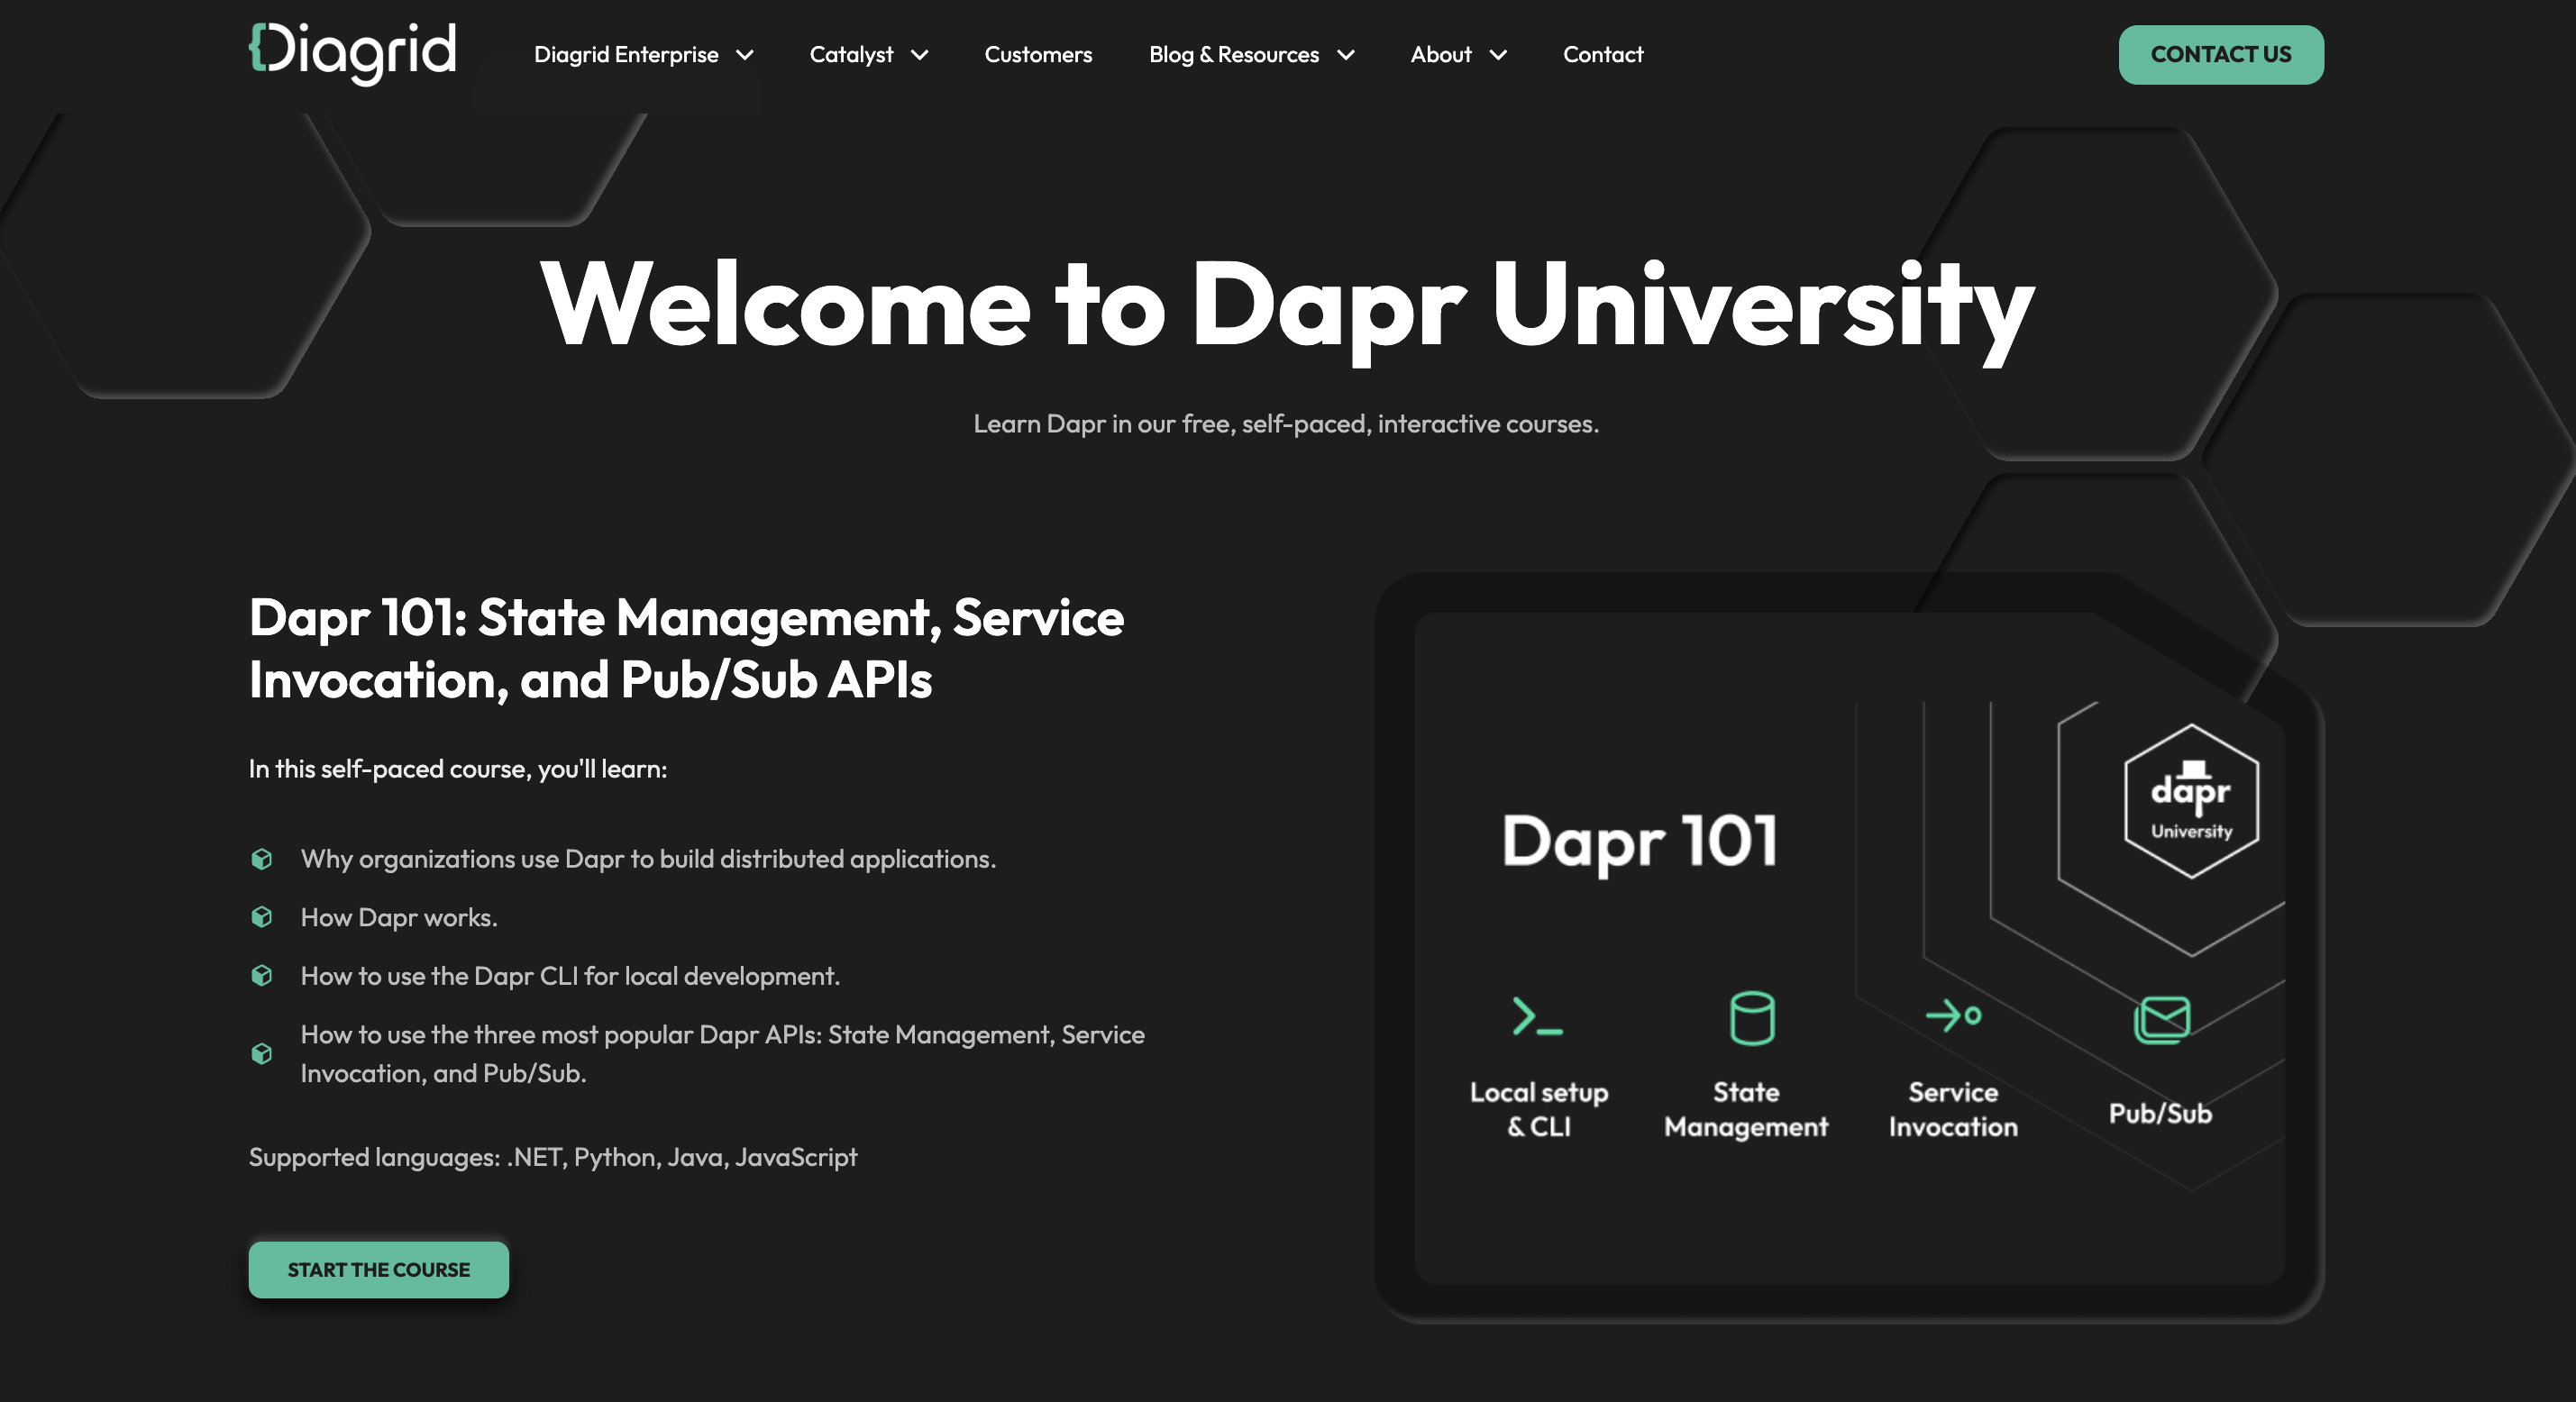 Diagrid
Diagrid Enterprise
Catalyst
Customers
Blog & Resources
About
Contact
CONTACT US
Welcome to Dapr University
Learn Dapr in our free, self-paced, interactive courses.
Dapr 101: State Management, Service
Invocation, and Pub/Sub APIs
In this self-paced course, you'll learn:
Why organizations use Dapr to build distributed applications.
How Dapr works.
How to use the Dapr CLI for local development.
How to use the three most popular Dapr APIs: State Management, Service
Invocation, and Pub/Sub.
Supported languages: .NET, Python, Java, JavaScript
START THE COURSE
dapr
University
Dapr 101
Local setup
& CLI
State
Management
Service
Invocation
Pub/Sub